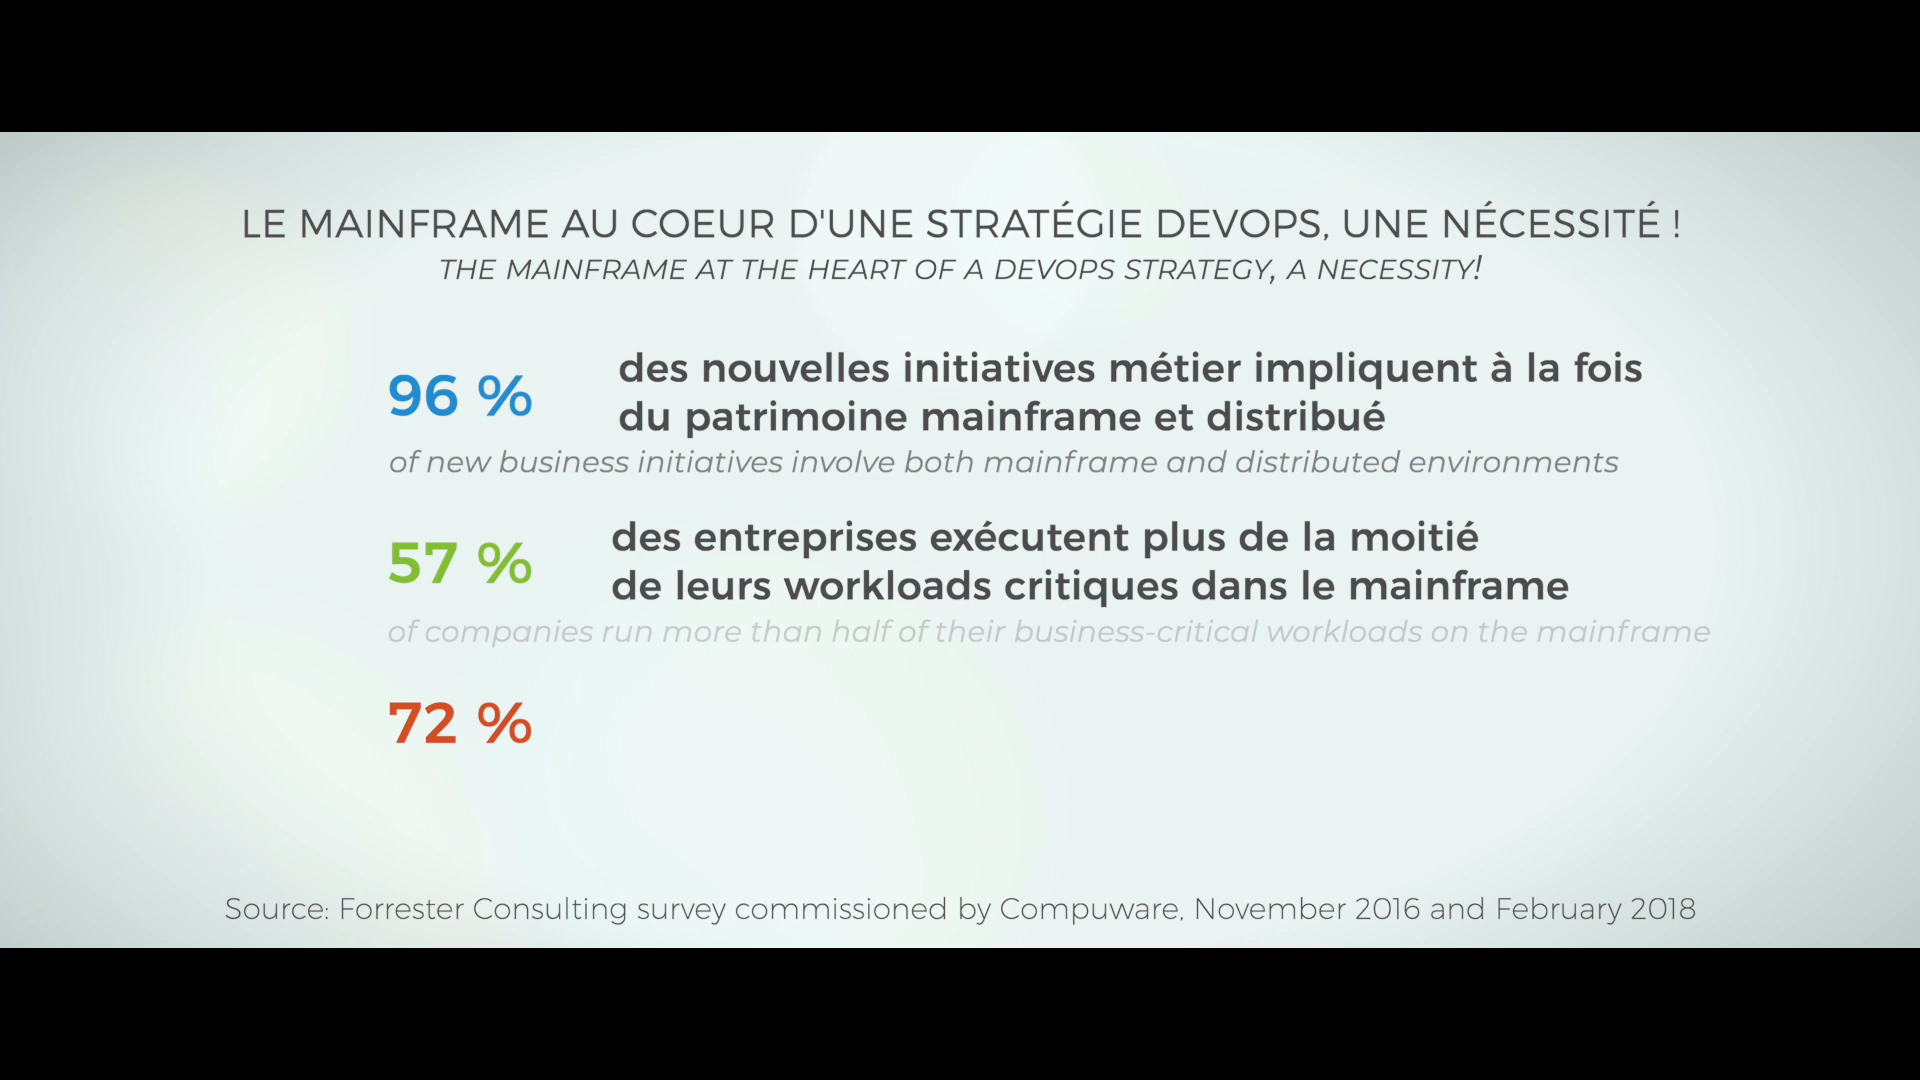 LE MAINFRAME AU COEUR D'UNE STRATÉGIE DEVOPS, UNE NÉCESSITÉ !
THE MAINFRAME AT THE HEART OF A DEVOPS STRATEGY, A NECESSITY!
96 %
des nouvelles initiatives métier impliquent à la fois
du patrimoine mainframe et distribué
of new business initiatives involve both mainframe and distributed environments
57 %
des entreprises exécutent plus de la moitié
de leurs workloads critiques dans le mainframe
of companies run more than half of their business-critical workloads on the mainframe
72 %
Source: Forrester Consulting survey commissioned by Compuware, November 2016 and February 2018